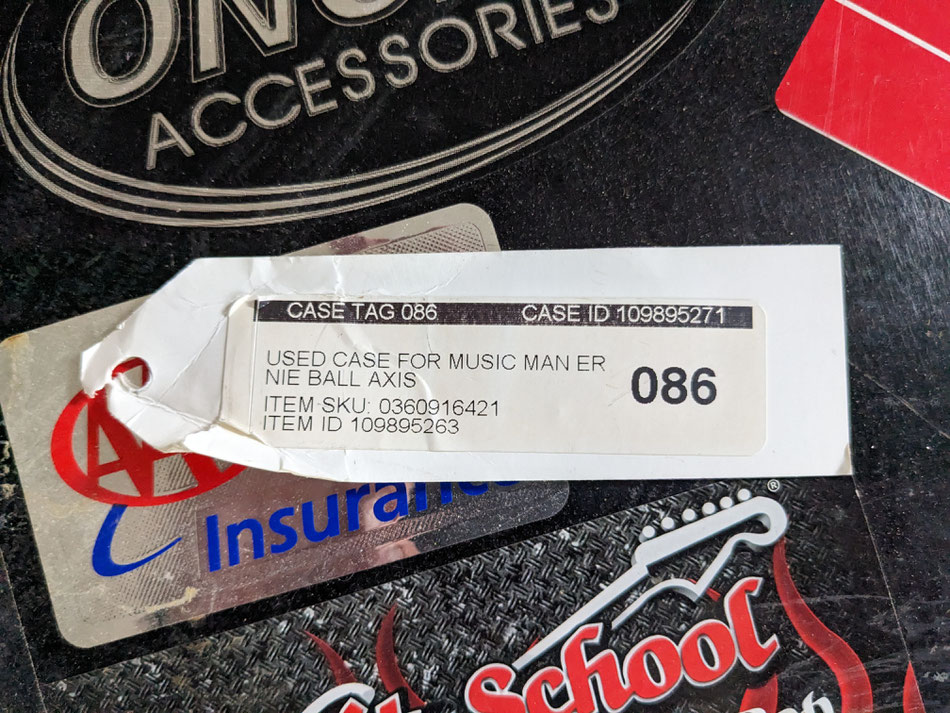 ACCESSORIES
CASE TAG 086 CASE ID 109895271
USED CASE FOR MUSIC MAN ER
NIE BALL AXIS
086
ITEM SKU: 0360916421
ITEM ID 109895263
Insurance
®
School